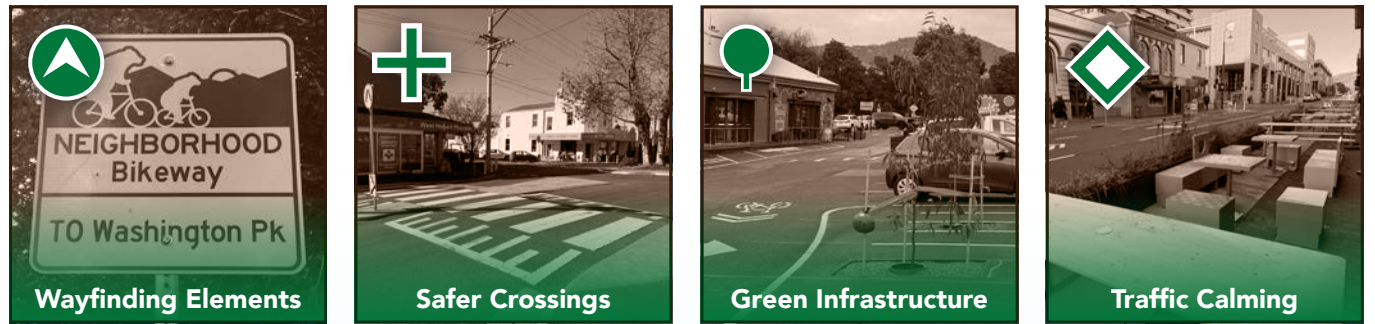 NEIGHBORHOOD
Bikeway
TO Washington Pk
Wayfinding Elements
Safer Crossings
Green Infrastructure
Traffic Calming